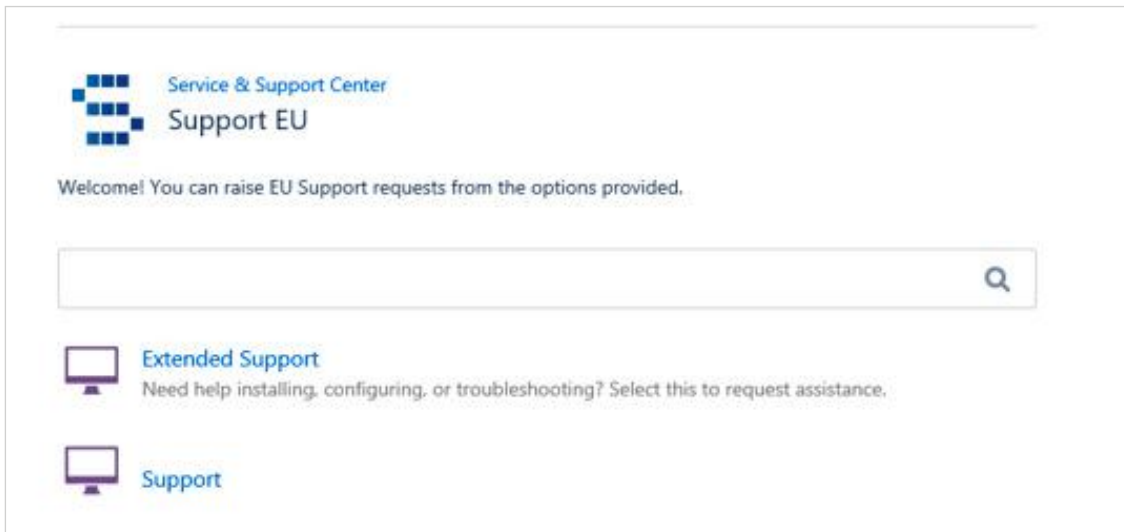 Service & Support Center
Support EU
Welcome! You can raise EU Support requests from the options provided.
Extended Support
Need help installing, configuring, or troubleshooting? Select this to request assistance.
Support